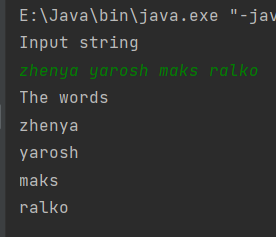 E:\Java\bin\java.exe "-jav
Input string
zhenya yarosh maks ralko
The words
zhenya
yarosh
maks
ralko